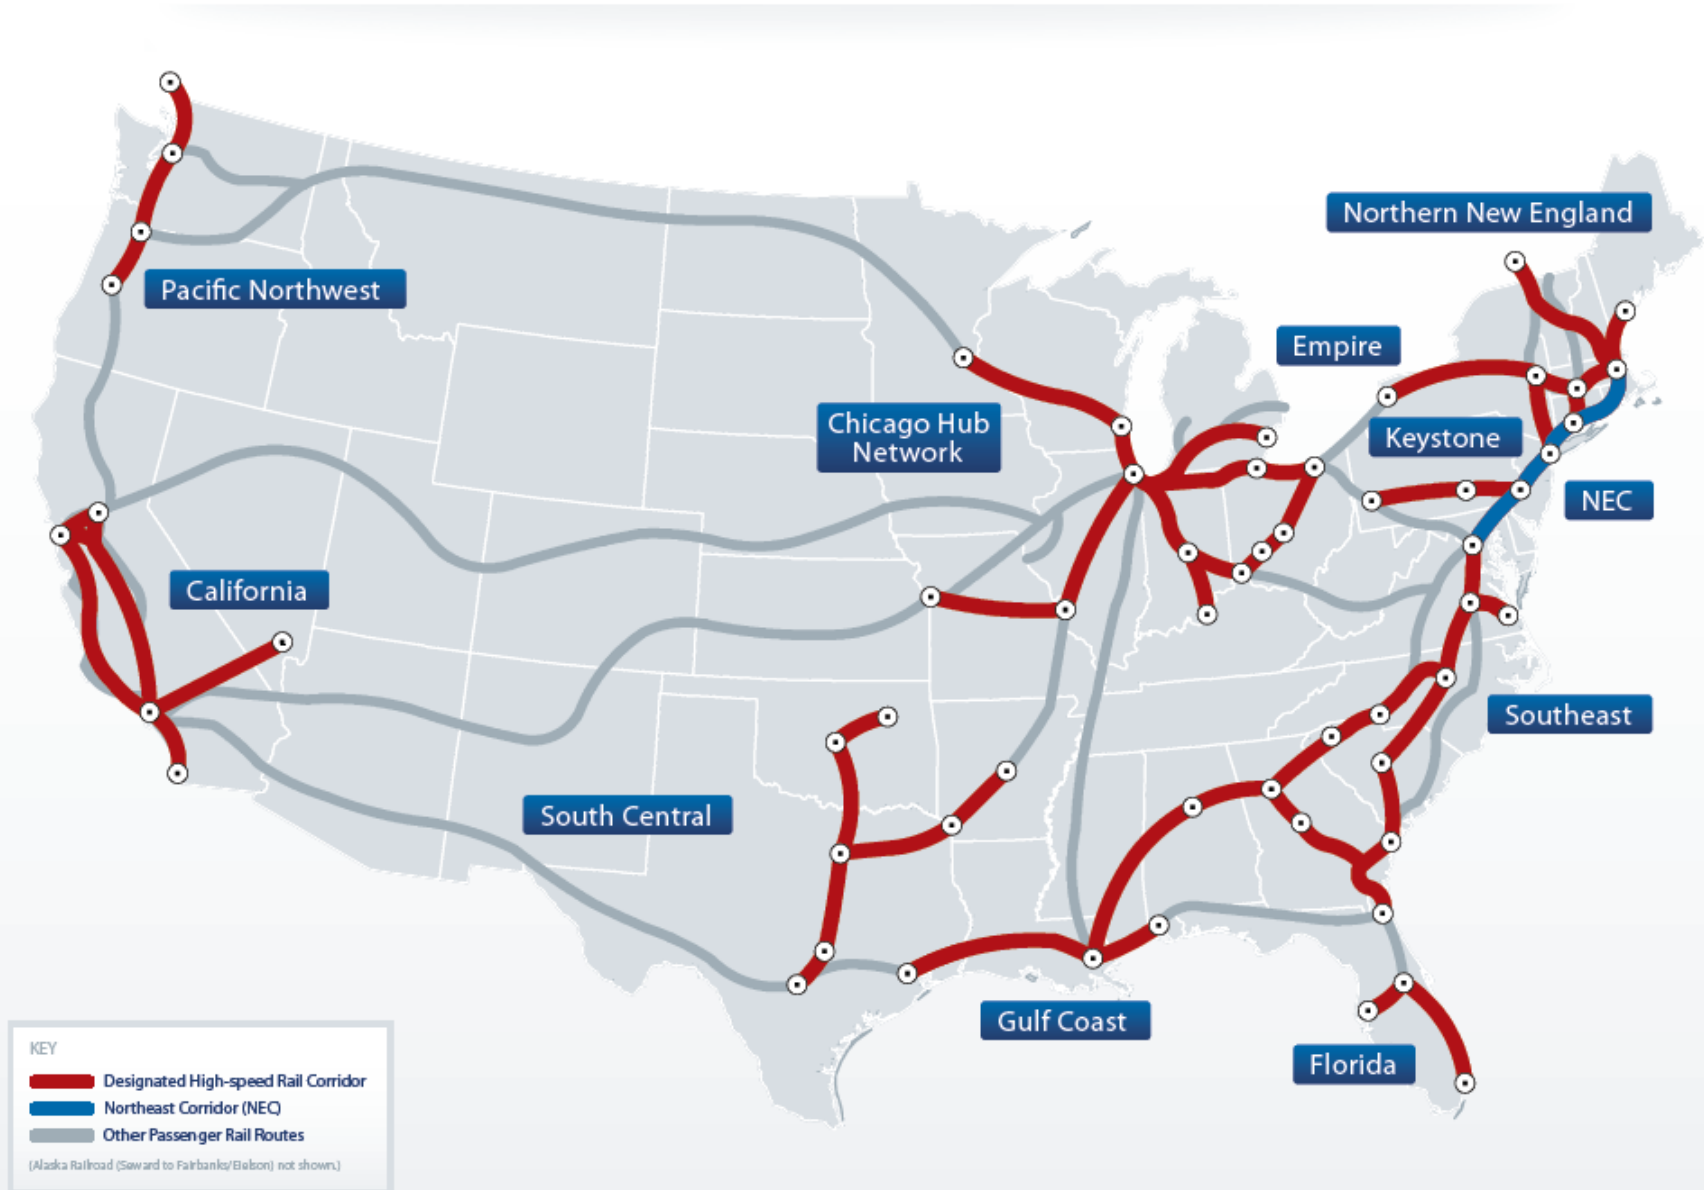 Northern New England
Pacific Northwest
Empire
Chicago Hub
Network
Keystone
NEC
California
Southeast
South Central
Gulf Coast
Florida
KEY
Designated High-speed Rail Corridor
Northeast Corridor (NEC)
Other Passenger Rail Routes
(Alaska Railroad (Seward to Fairbanks/Eielson) not shown.)